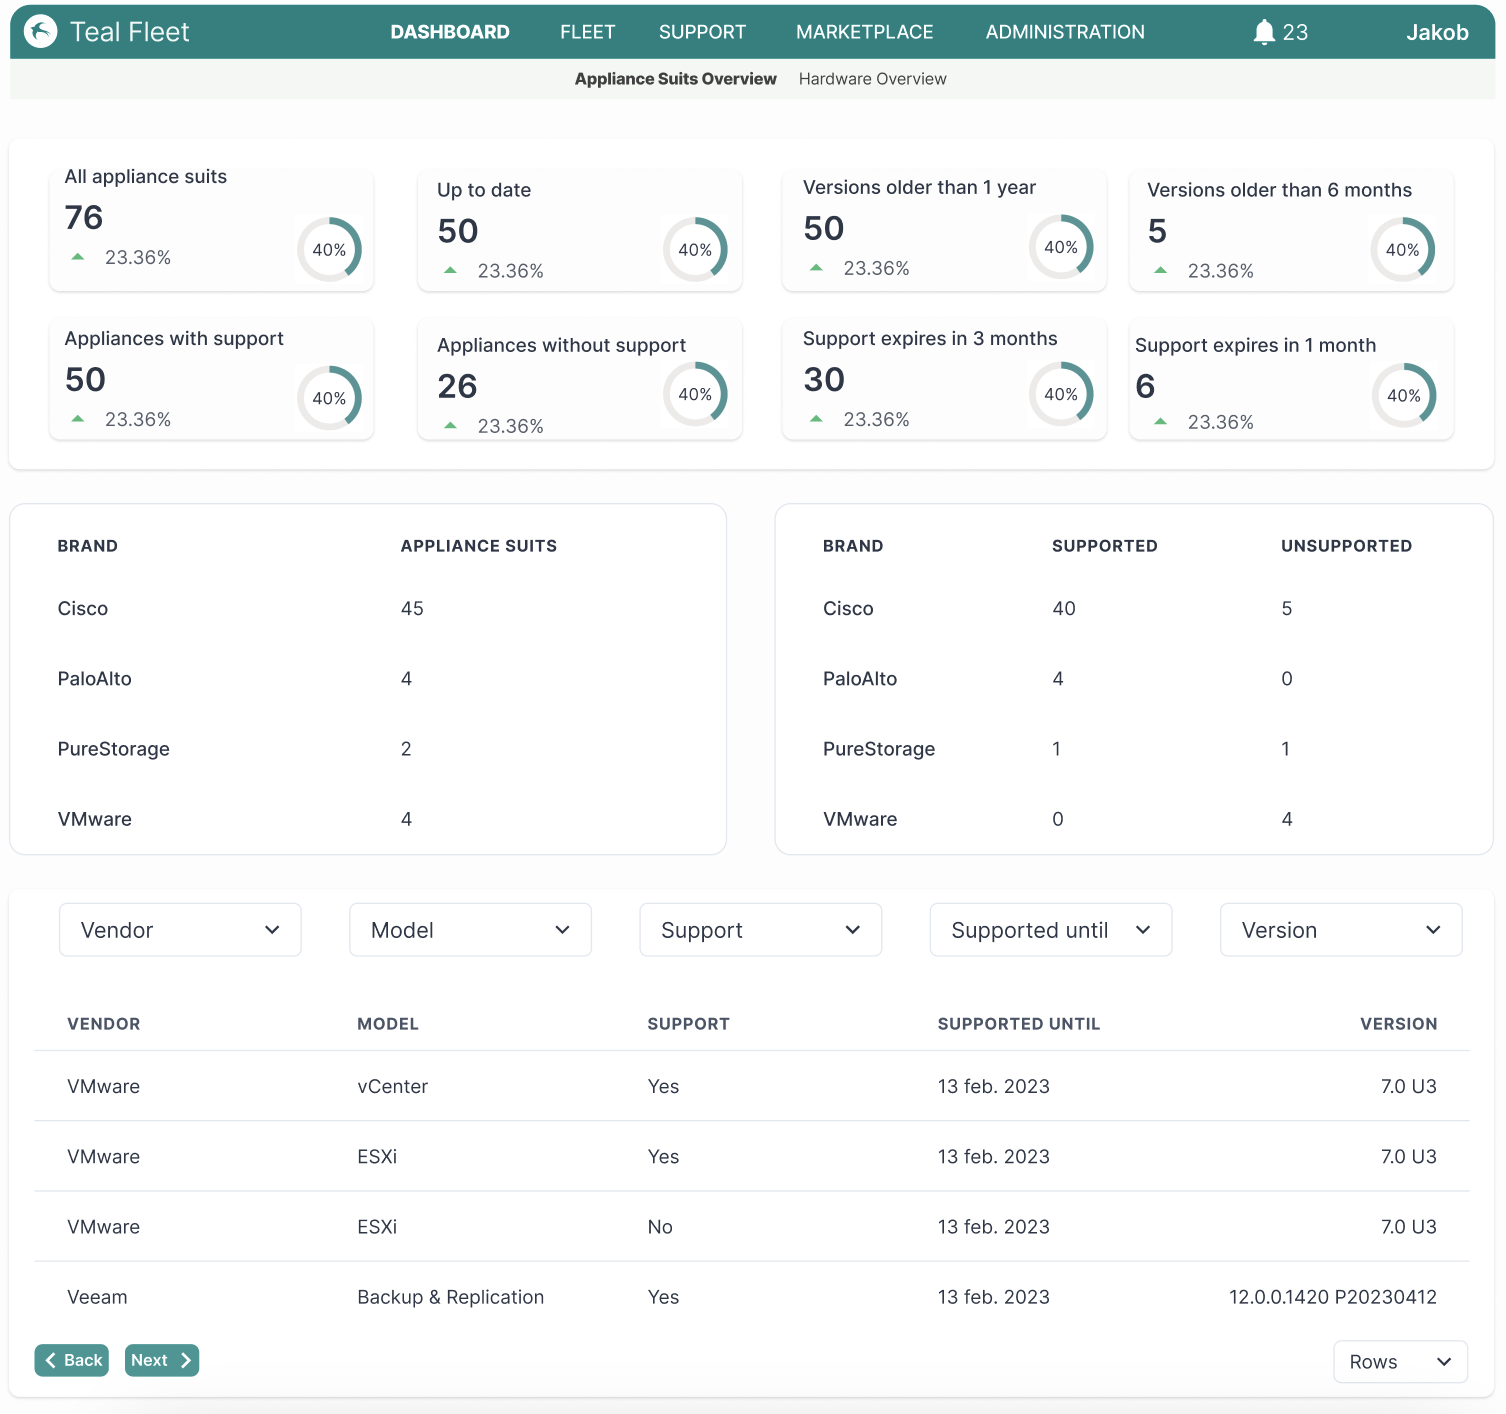 Teal Fleet DASHBOARD FLEET SUPPORT MARKETPLACE ADMINISTRATION 23 Jakob
Appliance Suits Overview Hardware Overview
All appliance suits
76
23.36%
40%
Up to date
50
23.36%
40%
Versions older than 1 year
50
23.36%
40%
Versions older than 6 months
5
23.36%
40%
Appliances with support
50
23.36%
40%
Appliances without support
26
23.36%
40%
Support expires in 3 months
30
23.36%
40%
Support expires in 1 month
6
23.36%
40%
BRAND APPLIANCE SUITS
Cisco 45
PaloAlto 4
PureStorage 2
VMware 4
BRAND SUPPORTED UNSUPPORTED
Cisco 40 5
PaloAlto 4 0
PureStorage 1 1
VMware 0 4
Vendor Model Support Supported until Version
VENDOR MODEL SUPPORT SUPPORTED UNTIL VERSION
VMware vCenter Yes 13 feb. 2023 7.0 U3
VMware ESXi Yes 13 feb. 2023 7.0 U3
VMware ESXi No 13 feb. 2023 7.0 U3
Veeam Backup & Replication Yes 13 feb. 2023 12.0.0.1420 P20230412
Back Next Rows